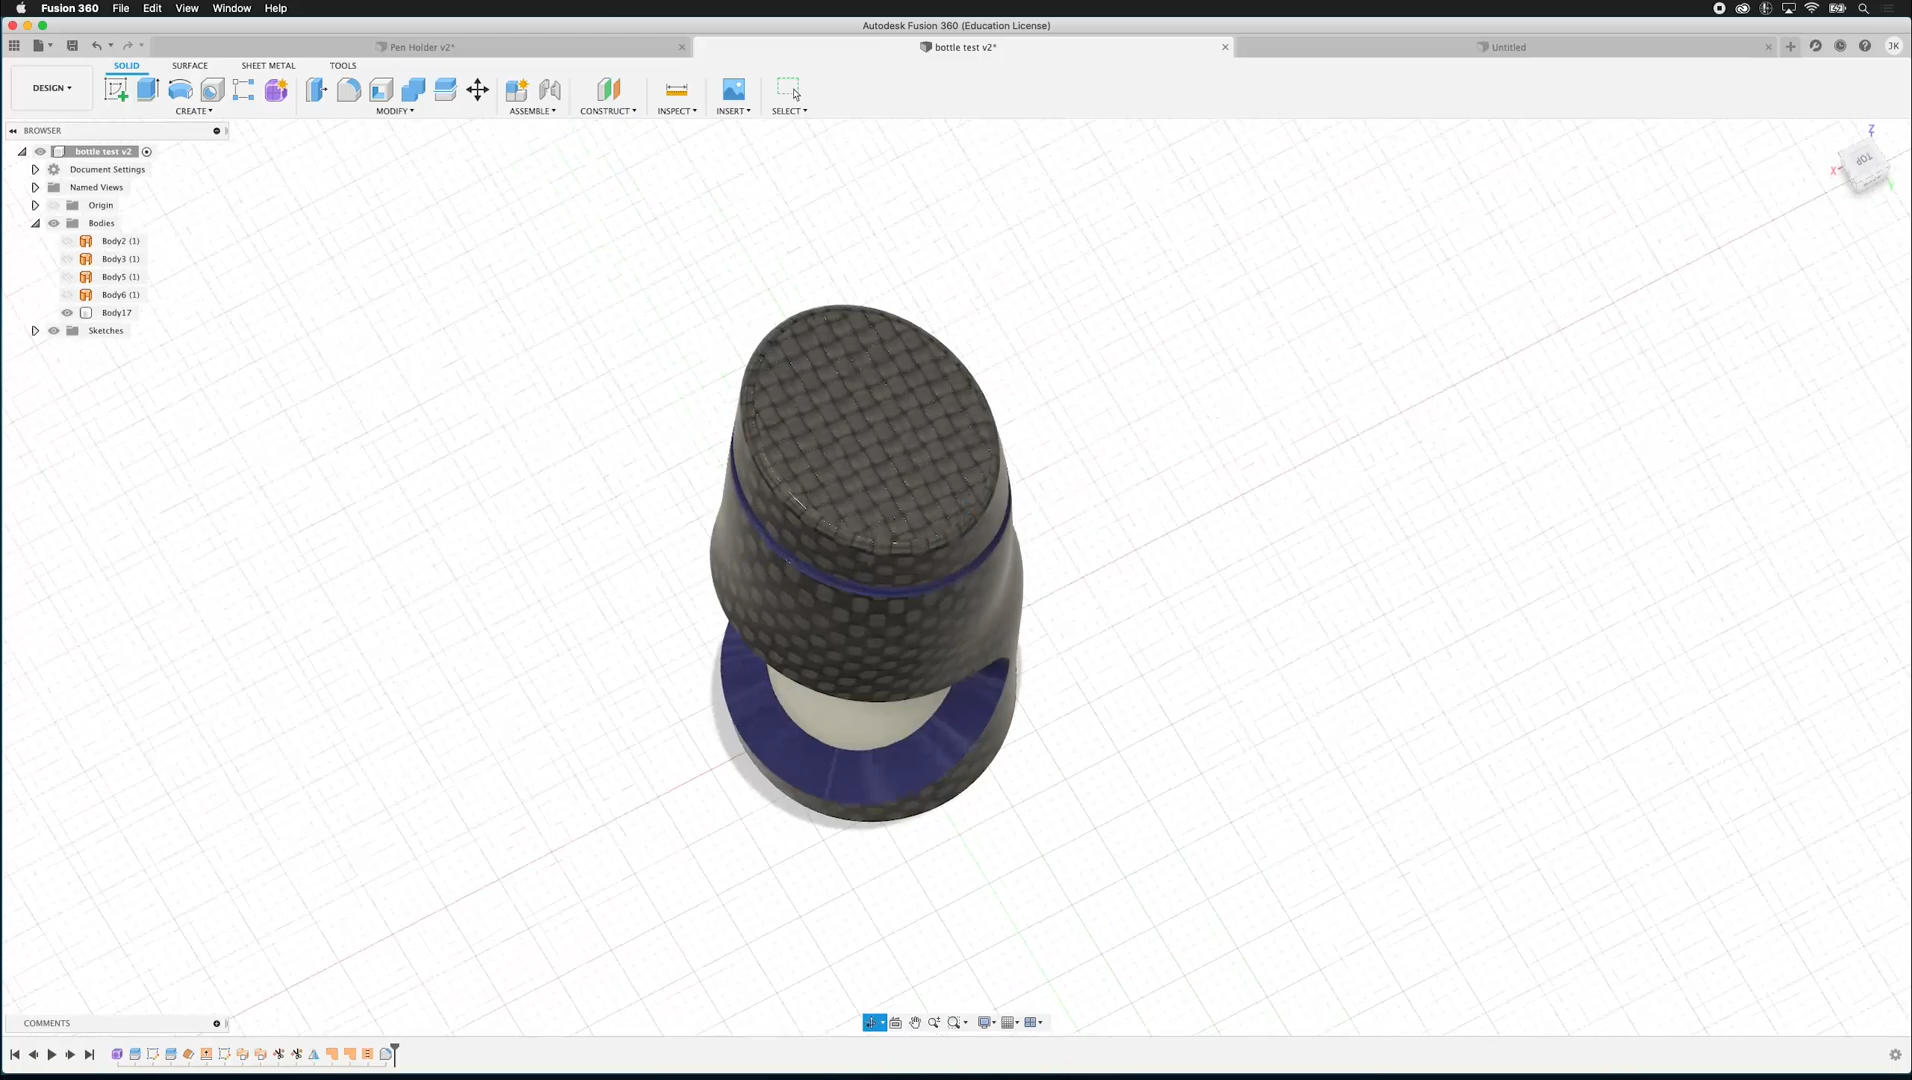 Fusion 360 File Edit View Window Help
Autodesk Fusion 360 (Education License)
Pen Holder v2*
bottle test v2*
Untitled
JK
SOLID SURFACE SHEET METAL TOOLS
DESIGN
CREATE MODIFY ASSEMBLE CONSTRUCT INSPECT INSERT SELECT
BROWSER
bottle test v2
Document Settings
Named Views
Origin
Bodies
Body2 (1)
Body3 (1)
Body5 (1)
Body6 (1)
Body17
Sketches
Z
X
TOP
COMMENTS